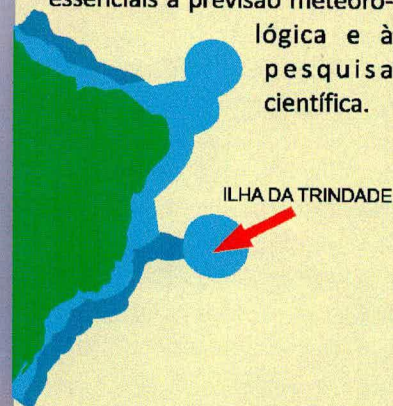 essenciais à previsão meteoro-
lógica e à
pesquisa
científica.
ILHA DA TRINDADE